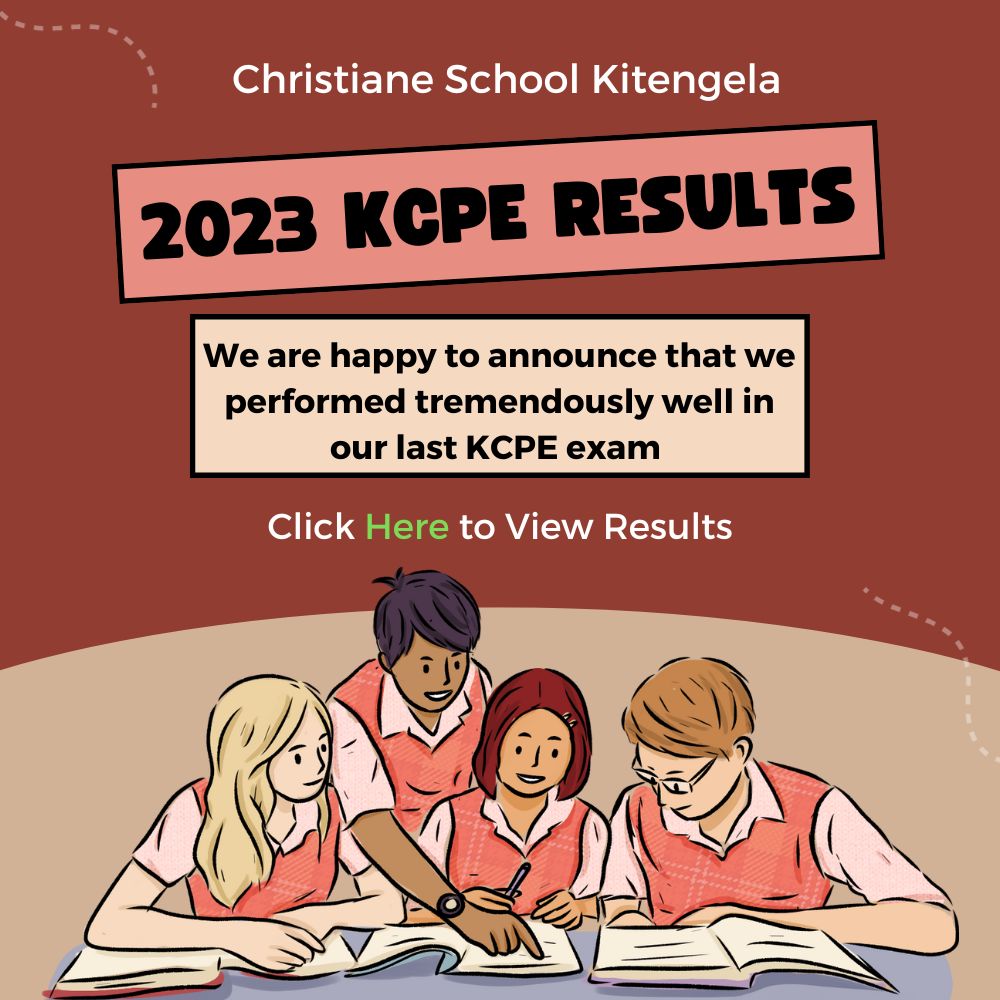 Christiane School Kitengela
2023 KCPE RESULTS
We are happy to announce that we
performed tremendously well in
our last KCPE exam
Click Here to View Results